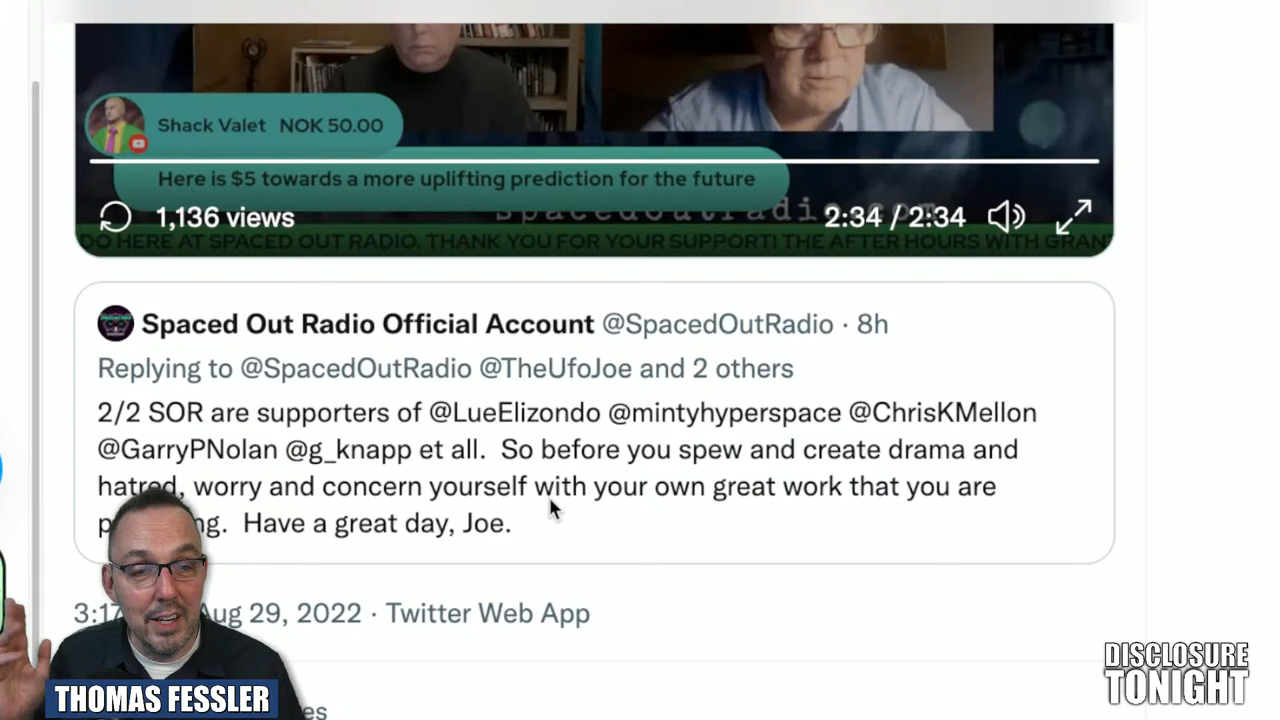 Shack Valet NOK 50.00
Here is $5 towards a more uplifting prediction for the future
1,136 views
2:34 / 2:34
DO HERE AT SPACED OUT RADIO. THANK YOU FOR YOUR SUPPORT! THE AFTER HOURS WITH GRAN
Spaced Out Radio Official Account @SpacedOutRadio · 8h
Replying to @SpacedOutRadio @TheUfoJoe and 2 others
2/2 SOR are supporters of @LueElizondo @mintyhyperspace @ChrisKMellon
@GarryPNolan @g_knapp et all. So before you spew and create drama and
hatred, worry and concern yourself with your own great work that you are
ng. Have a great day, Joe.
3:17 Aug 29, 2022 · Twitter Web App
THOMAS FESSLER
DISCLOSURE
TONIGHT